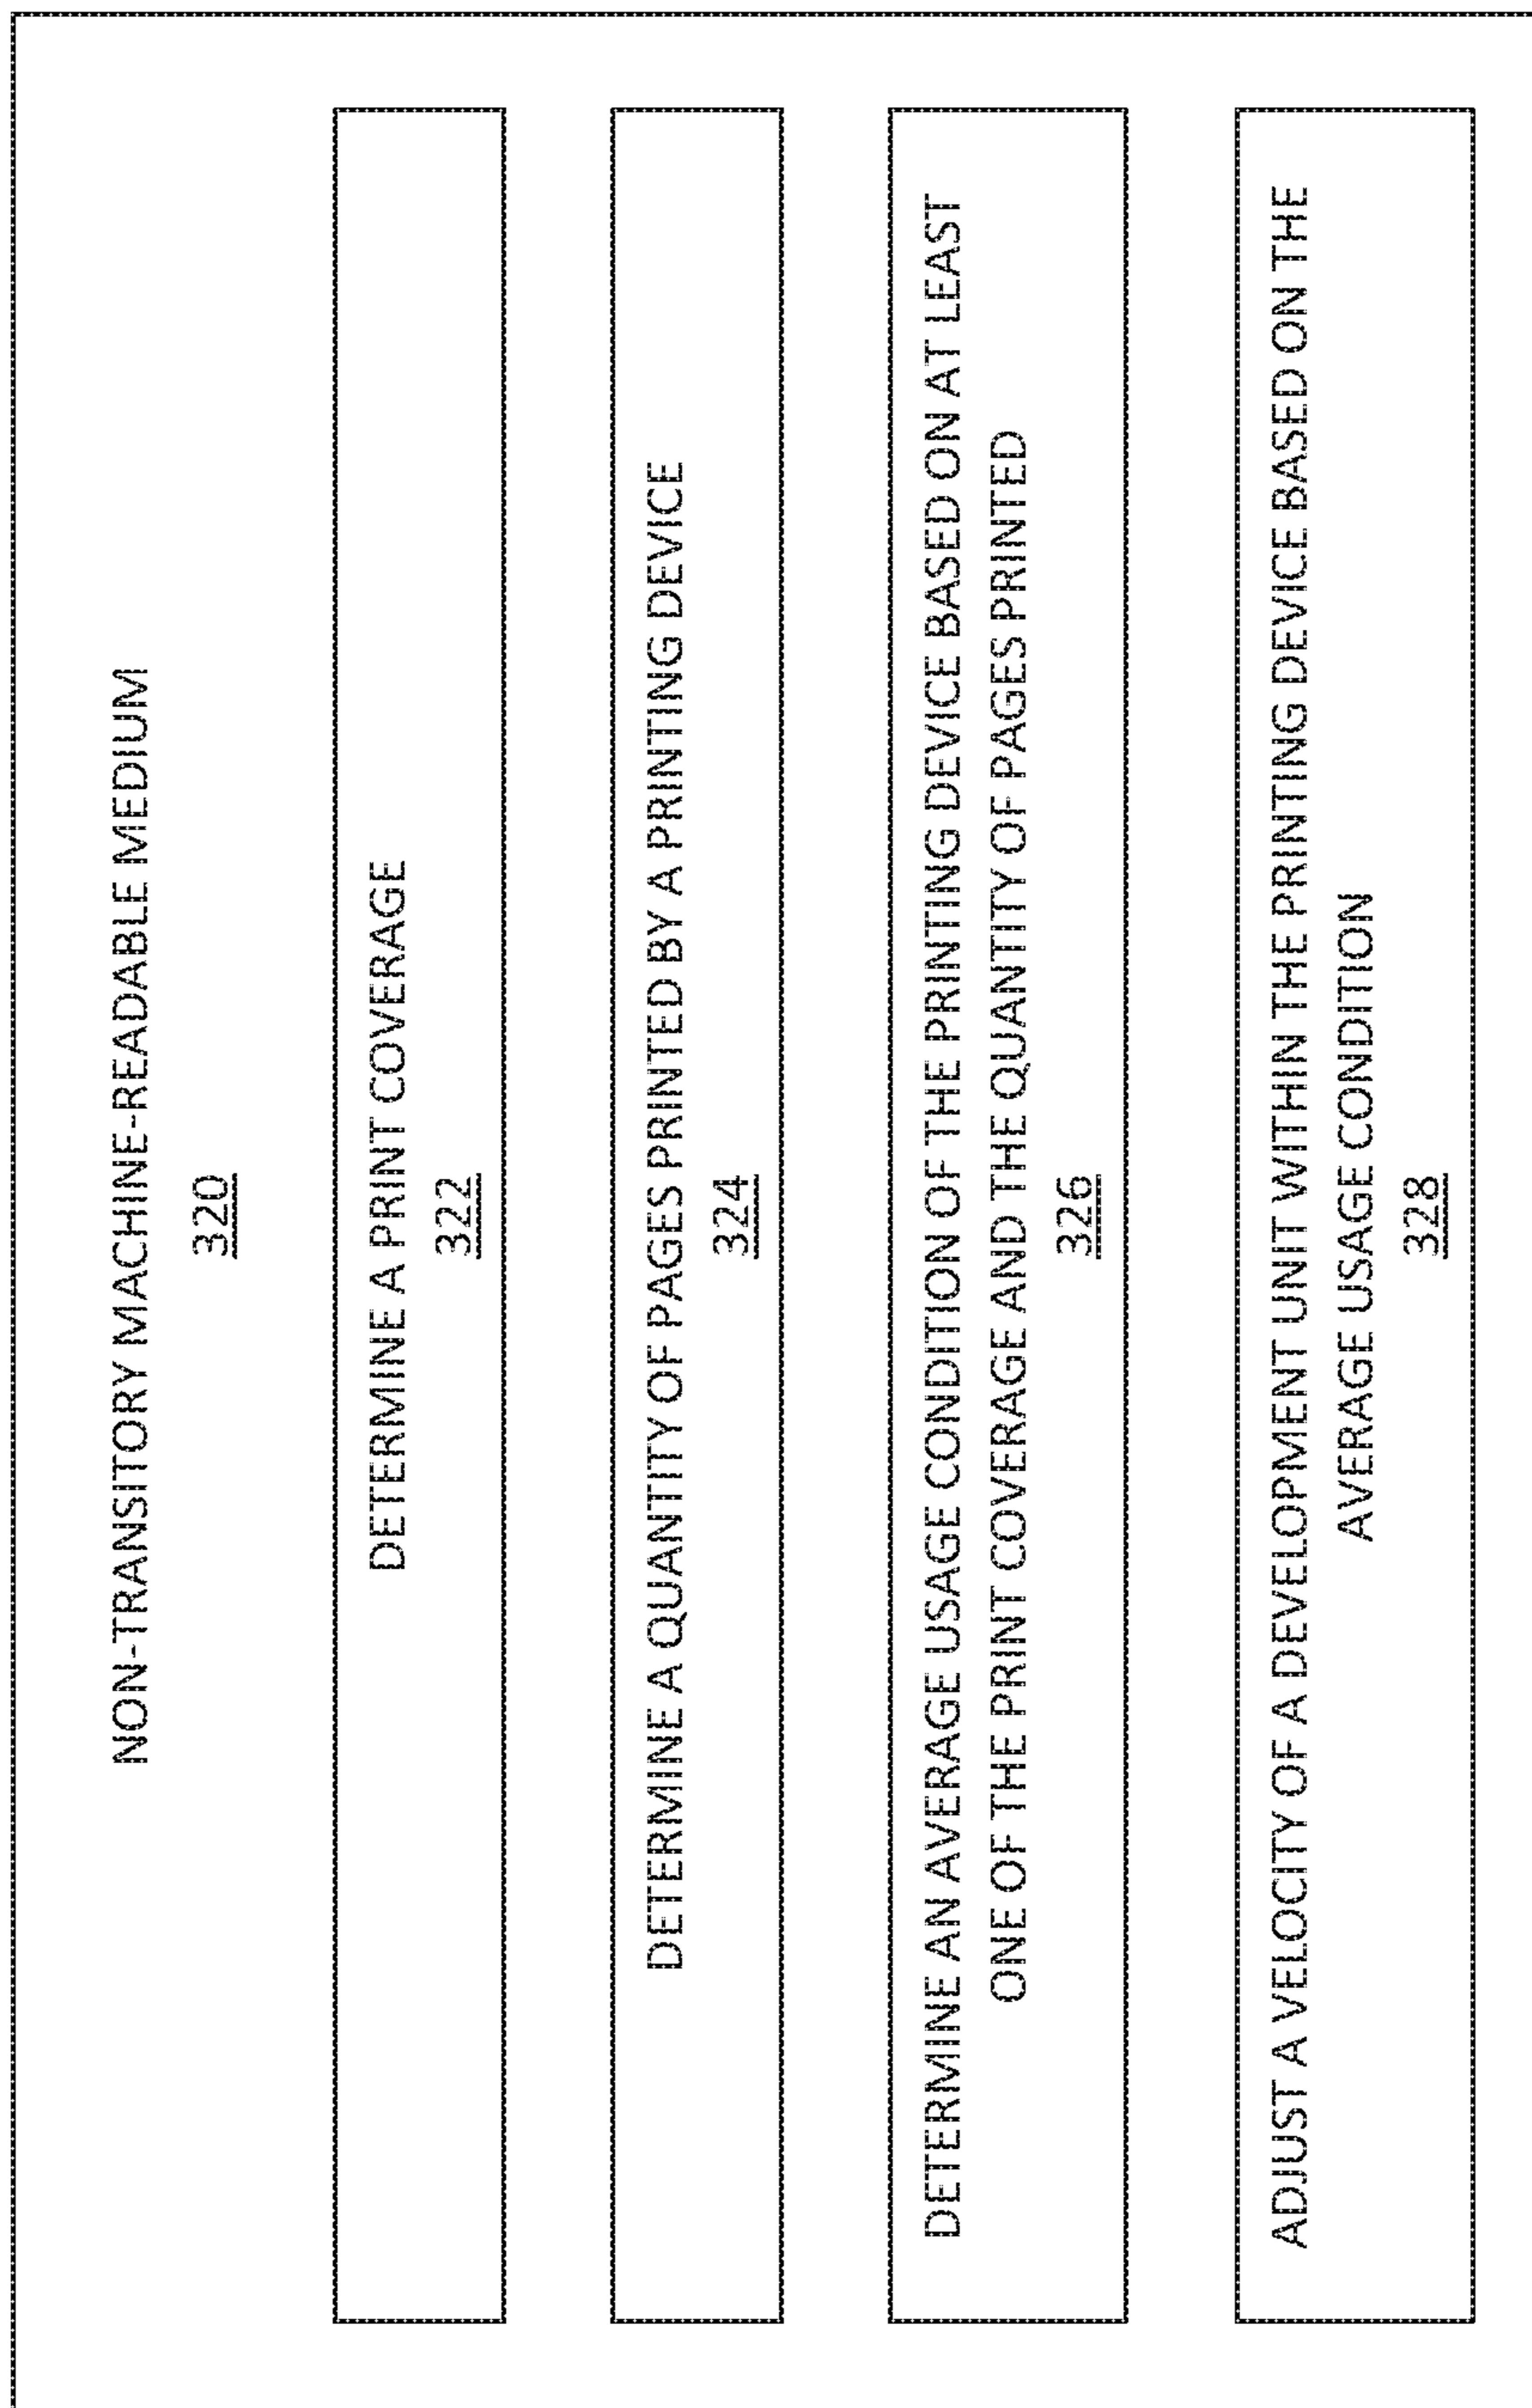 NON-TRANSITORY MACHINE-READABLE MEDIUM
320
DETERMINE A PRINT COVERAGE
322
DETERMINE A QUANTITY OF PAGES PRINTED BY A PRINTING DEVICE
324
DETERMINE AN AVERAGE USAGE CONDITION OF THE PRINTING DEVICE BASED ON AT LEAST
ONE OF THE PRINT COVERAGE AND THE QUANTITY OF PAGES PRINTED
326
ADJUST A VELOCITY OF A DEVELOPMENT UNIT WITHIN THE PRINTING DEVICE BASED ON THE
AVERAGE USAGE CONDITION
328